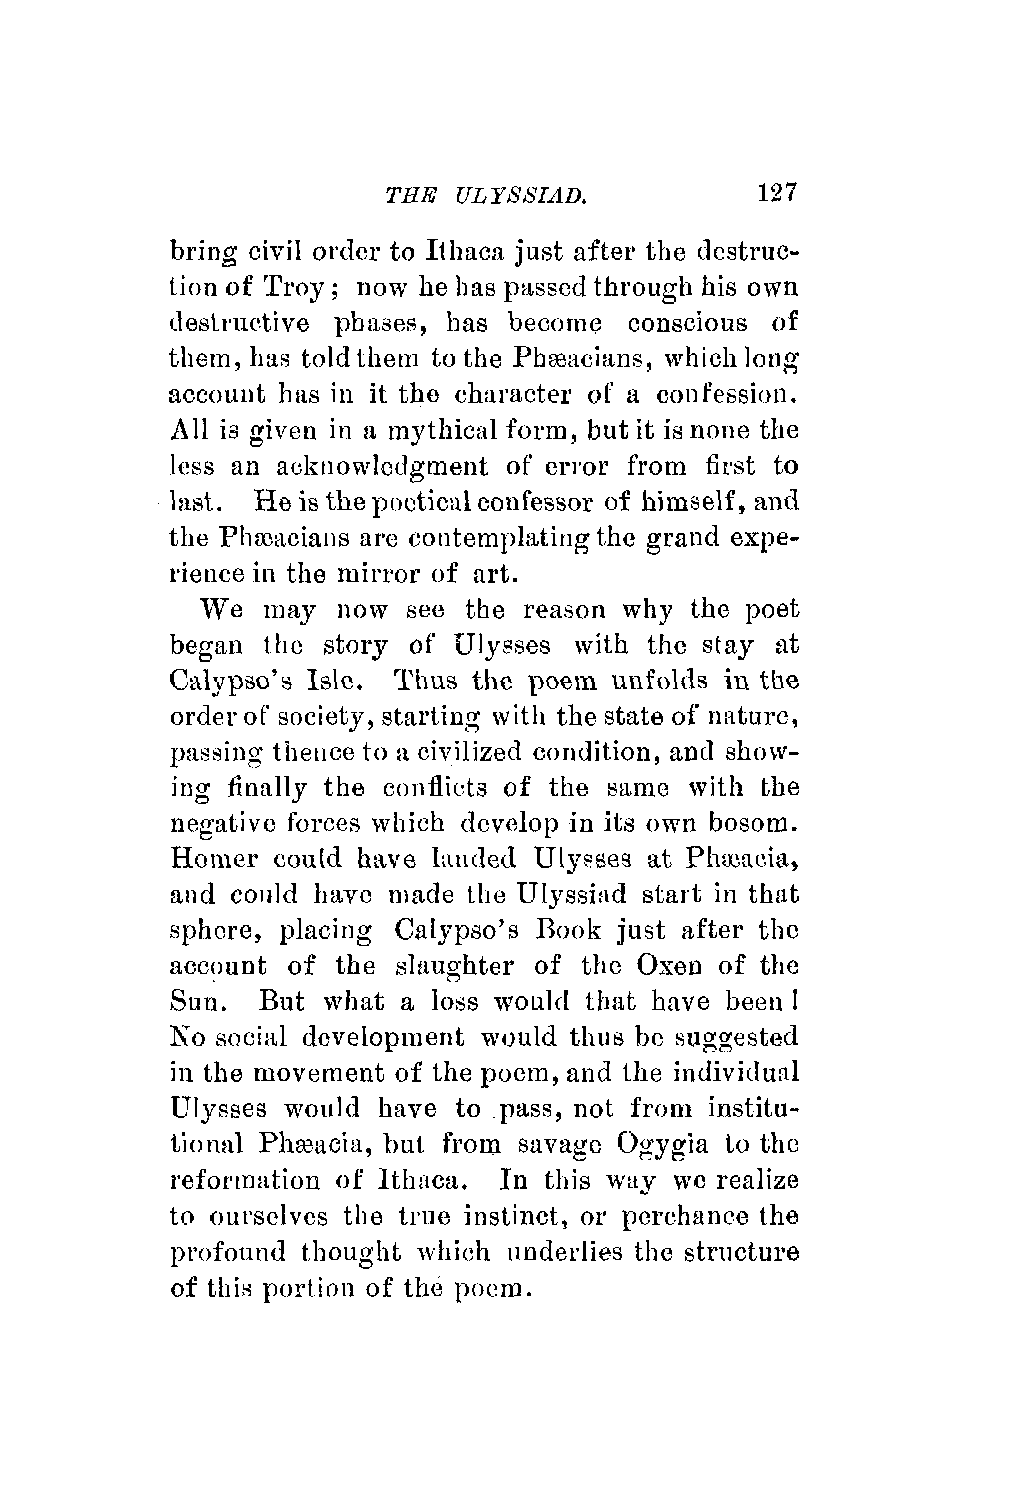 THE ULYSSIAD. 127
bring civil order to Ithaca just after the destruc-
tion of Troy; now he has passed through his own
destructive phases, has become conscious of
them, has told them to the Phæacians, which long
account has in it the character of a confession.
All is given in a mythical form, but it is none the
less an acknowledgment of error from first to
last. He is the poetical confessor of himself, and
the Phæacians are contemplating the grand expe-
rience in the mirror of art.
We may now see the reason why the poet
began the story of Ulysses with the stay at
Calypso's Isle. Thus the poem unfolds in the
order of society, starting with the state of nature,
passing thence to a civilized condition, and show-
ing finally the conflicts of the same with the
negative forces which develop in its own bosom.
Homer could have landed Ulysses at Phæacia,
and could have made the Ulyssiad start in that
sphere, placing Calypso's Book just after the
account of the slaughter of the Oxen of the
Sun. But what a loss would that have been!
No social development would thus be suggested
in the movement of the poem, and the individual
Ulysses would have to pass, not from institu-
tional Phæacia, but from savage Ogygia to the
reformation of Ithaca. In this way we realize
to ourselves the true instinct, or perchance the
profound thought which underlies the structure
of this portion of the poem.